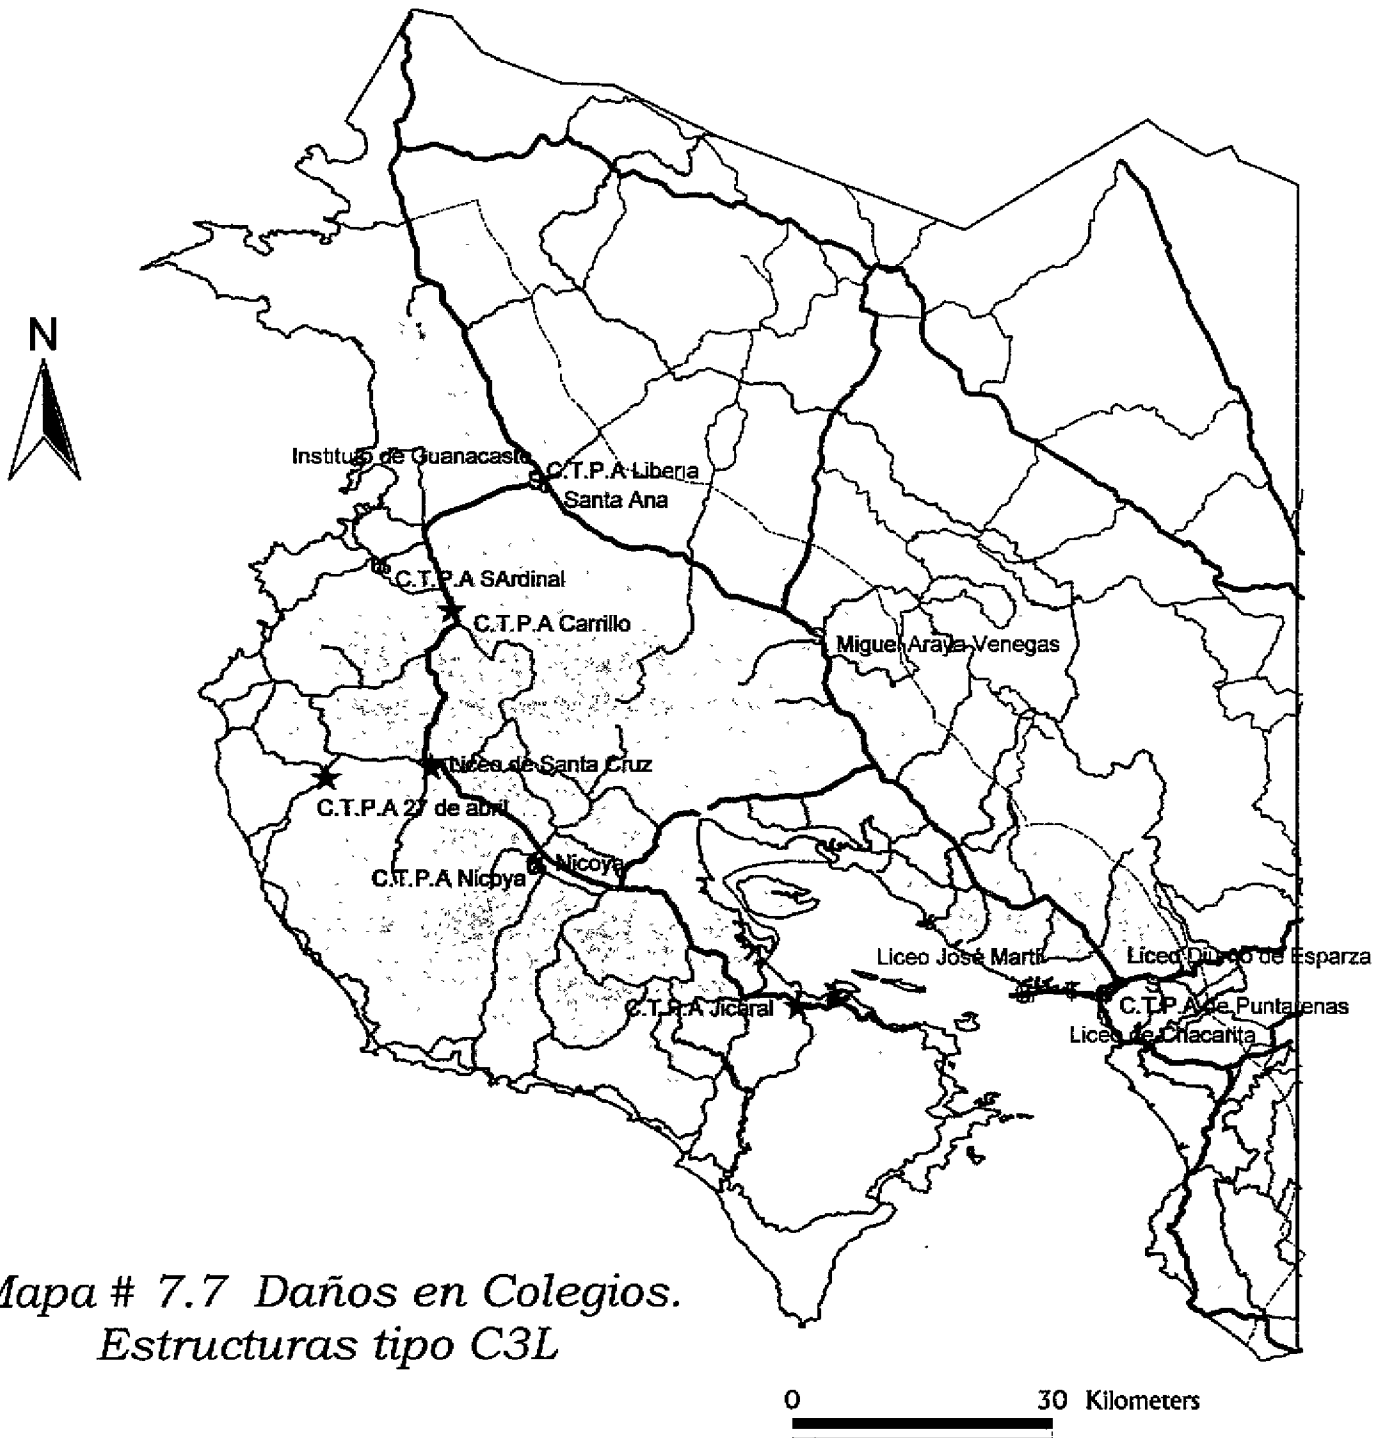 N
Instituto de Guanacaste
C.T.P.A Liberia
Santa Ana
C.T.P.A SArdinal
C.T.P.A Carrillo
Miguel Araya Venegas
Liceo de Santa Cruz
C.T.P.A 27 de abril
Nicoya
C.T.P.A Nicoya
Liceo José Martí
Liceo Diurno de Esparza
C.T.P.A Jicaral
C.T.P.A de Puntarenas
Liceo de Chacarita
Mapa # 7.7 Daños en Colegios.
Estructuras tipo C3L
0 30 Kilometers